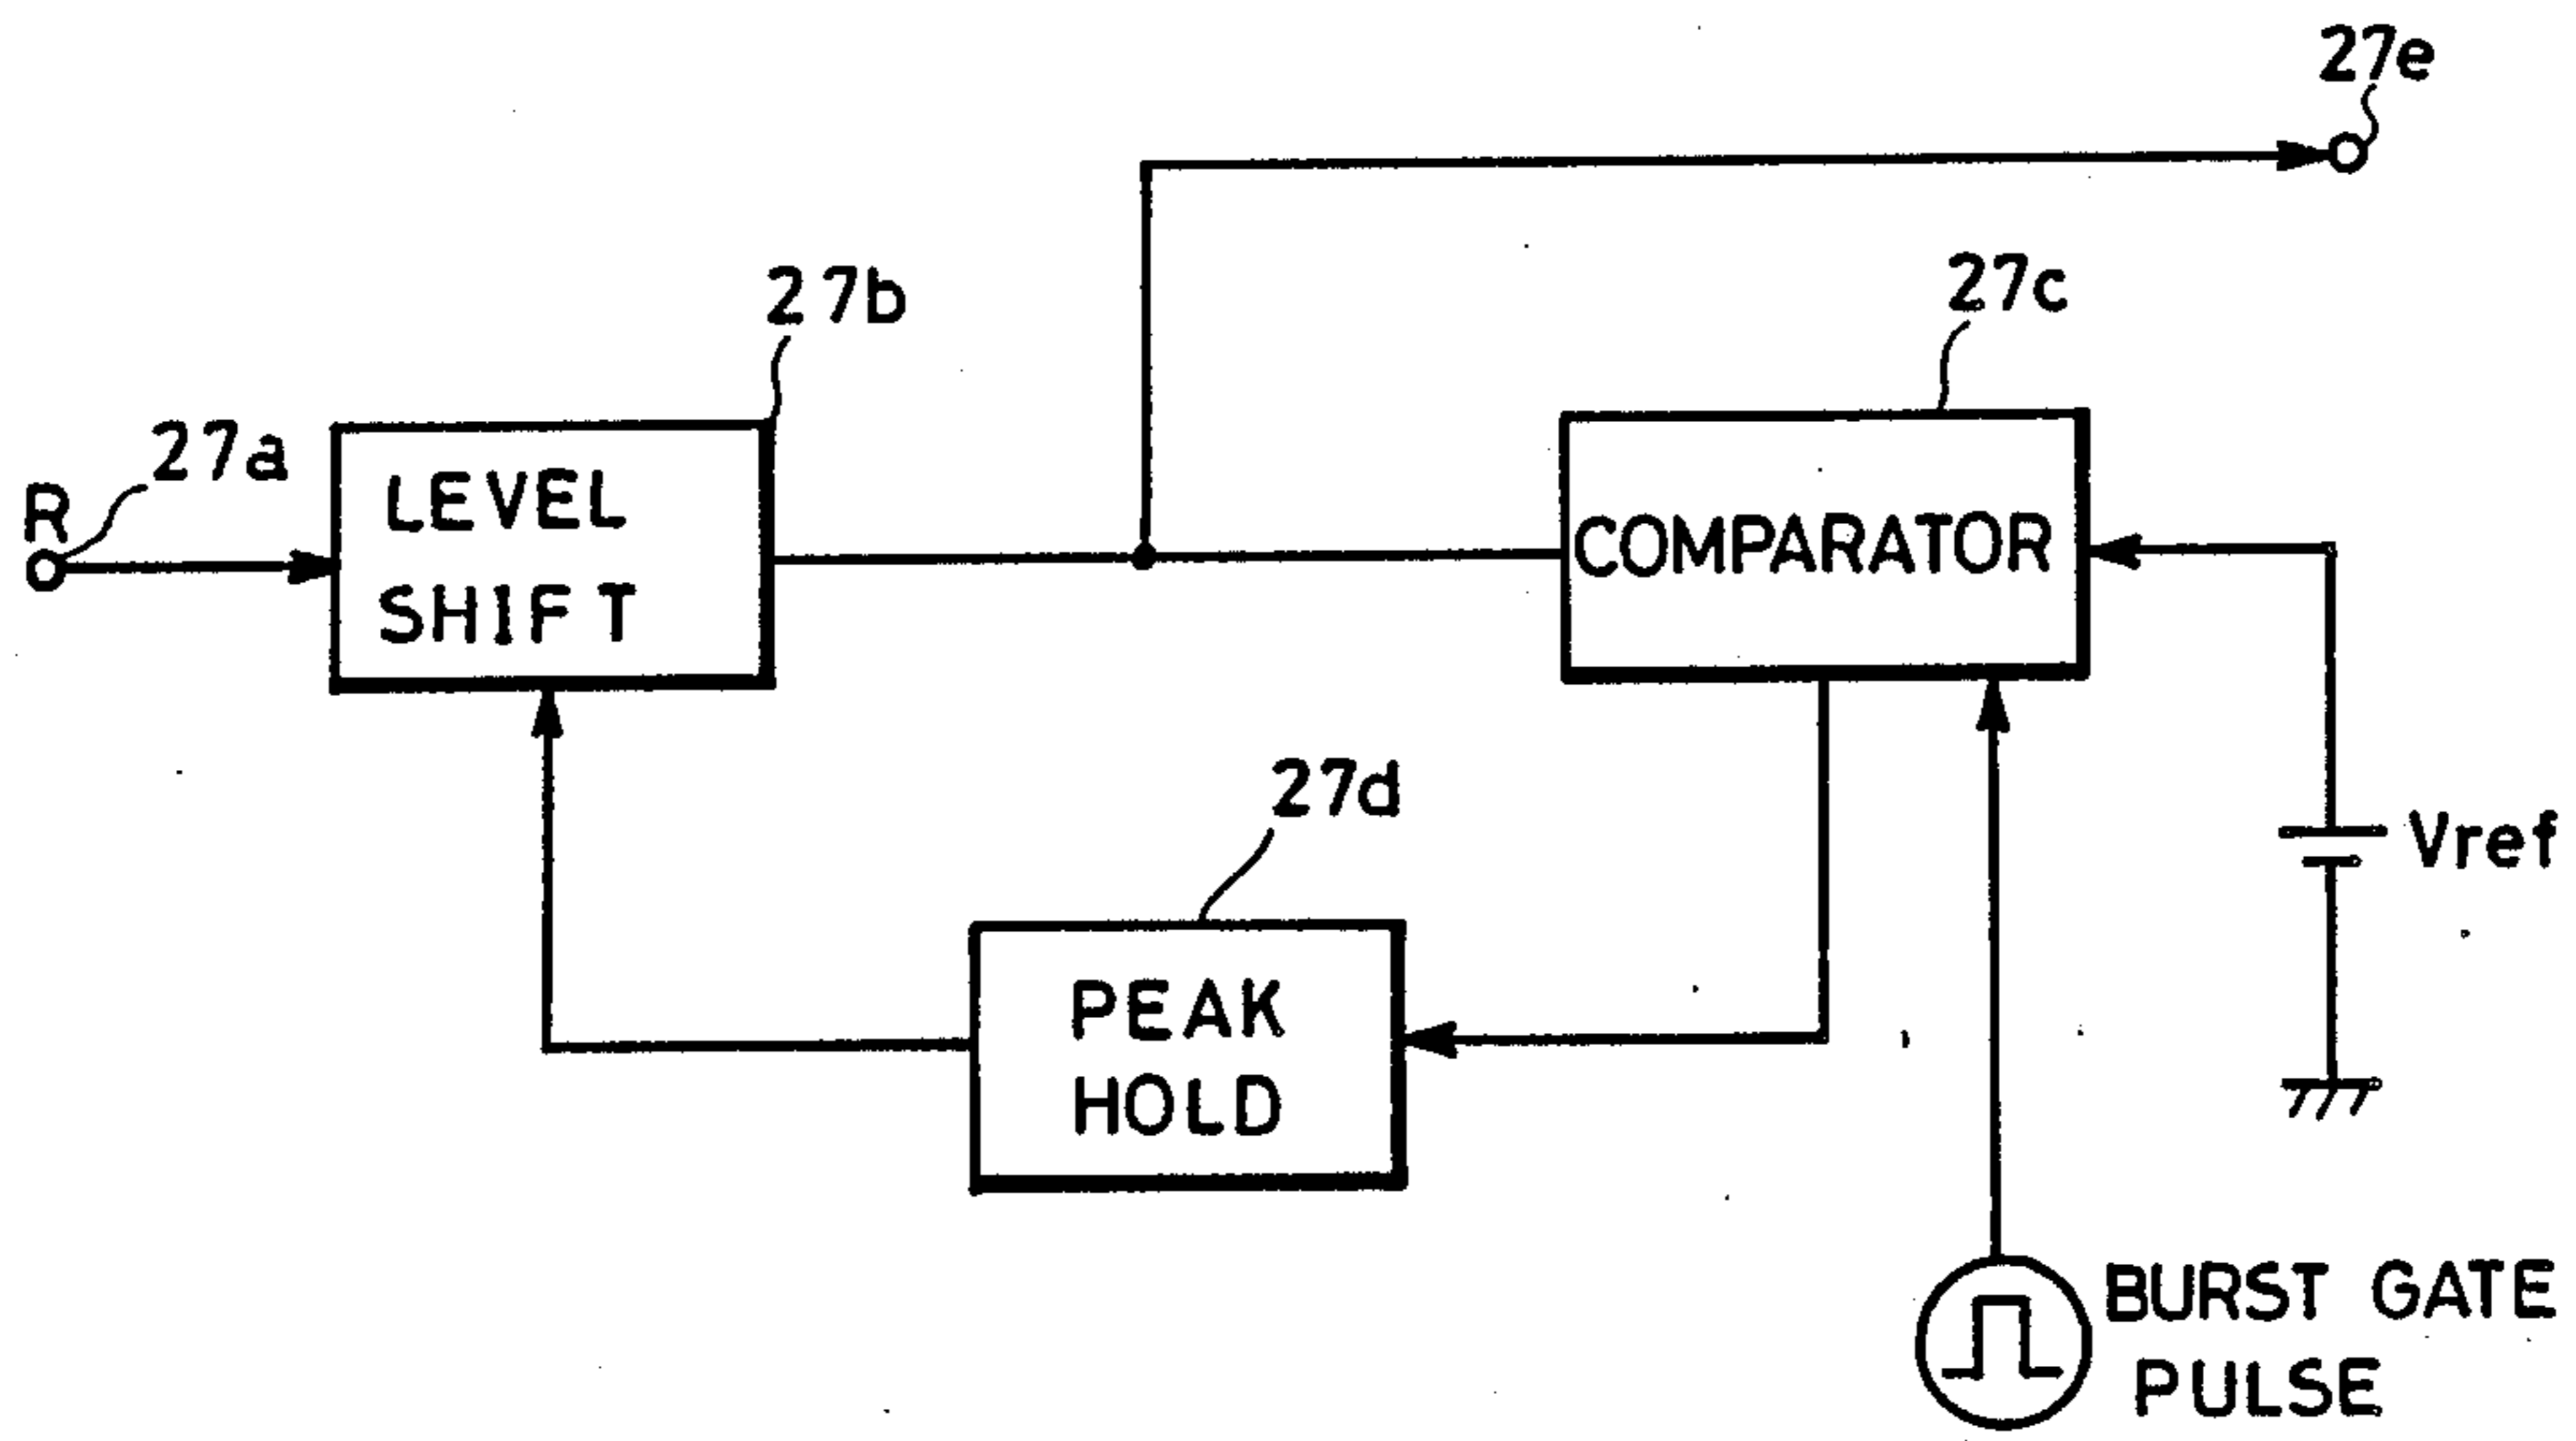 27e
27b
27c
27a
R
LEVEL
SHIFT
COMPARATOR
27d
Vref
PEAK
HOLD
BURST GATE
PULSE